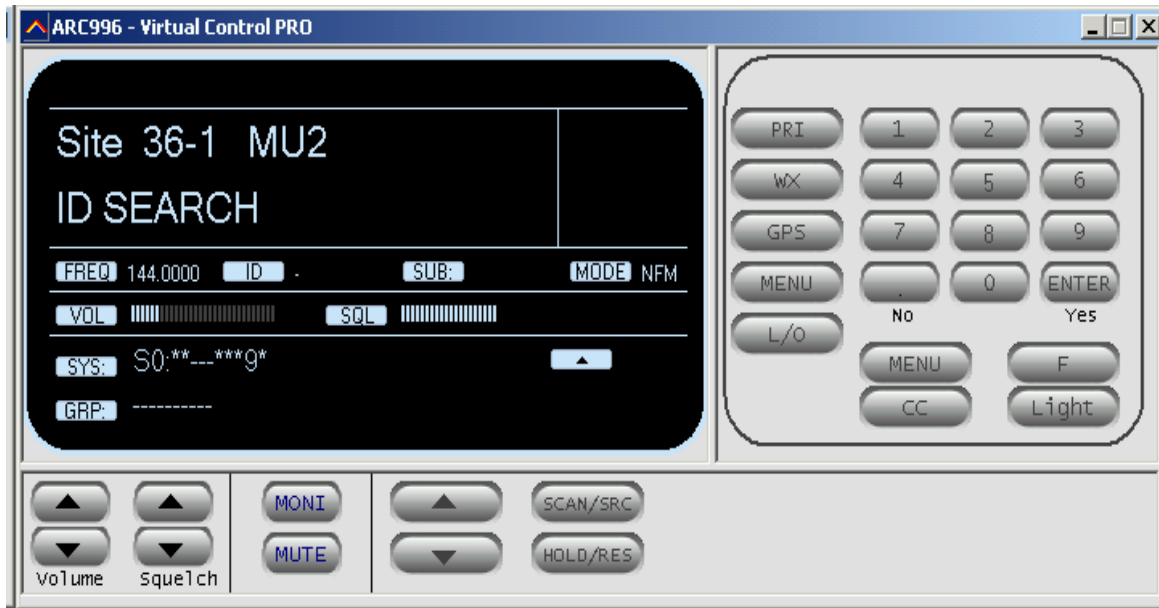 ARC996 - Virtual Control PRO
Site 36-1 MU2
ID SEARCH
FREQ 144.0000 ID - SUB: MODE NFM
VOL SQL
SYS: S0:**---***9*
GRP: ----------
PRI 1 2 3
WX 4 5 6
GPS 7 8 9
MENU . 0 ENTER
No Yes
L/O
MENU F
CC Light
MONI SCAN/SRC
MUTE HOLD/RES
Volume Squelch